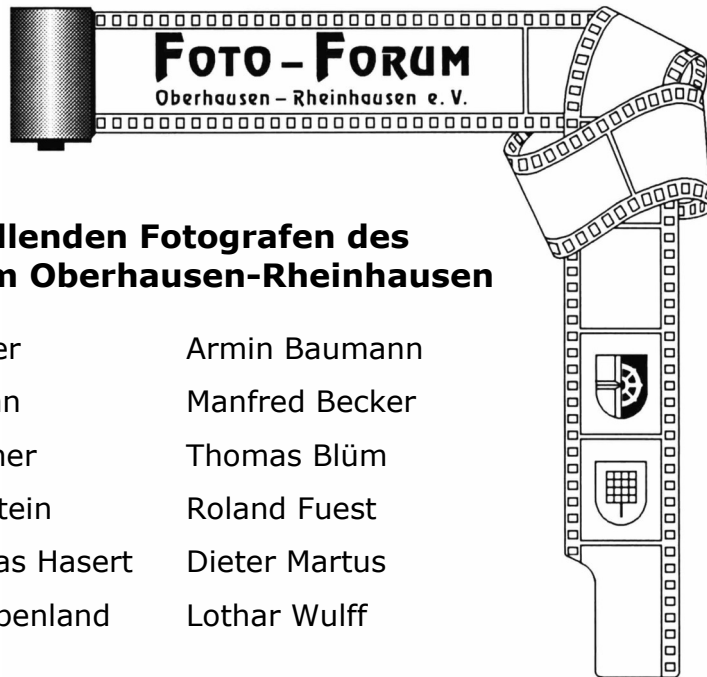 FOTO – FORUM
Oberhausen – Rheinhausen e. V.
llenden Fotografen des
m Oberhausen-Rheinhausen
er Armin Baumann
n Manfred Becker
ner Thomas Blüm
tein Roland Fuest
as Hasert Dieter Martus
penland Lothar Wulff